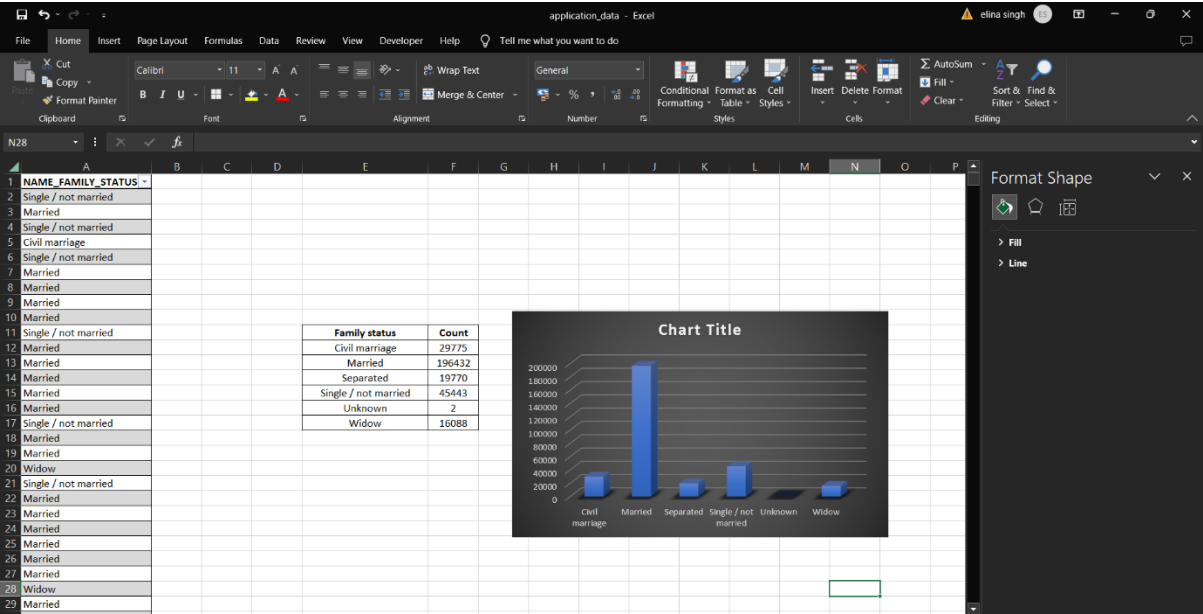 application_data - Excel
elina singh ES
File Home Insert Page Layout Formulas Data Review View Developer Help Tell me what you want to do
Paste
Cut
Copy
Format Painter
Clipboard
Calibri 11 A A
B I U A
Font
Wrap Text
Merge & Center
Alignment
General
% ,
Number
Conditional Formatting
Format as Table
Cell Styles
Styles
Insert Delete Format
Cells
AutoSum
Fill
Clear
Sort & Filter
Find & Select
Editing
N28 fx
A B C D E F G H I J K L M N O P
1 NAME_FAMILY_STATUS
2 Single / not married
3 Married
4 Single / not married
5 Civil marriage
6 Single / not married
7 Married
8 Married
9 Married
10 Married
11 Single / not married
12 Married
13 Married
14 Married
15 Married
16 Married
17 Single / not married
18 Married
19 Married
20 Widow
21 Single / not married
22 Married
23 Married
24 Married
25 Married
26 Married
27 Married
28 Widow
29 Married
Family status Count
Civil marriage 29775
Married 196432
Separated 19770
Single / not married 45443
Unknown 2
Widow 16088
Chart Title
200000
180000
160000
140000
120000
100000
80000
60000
40000
20000
0
Civil marriage
Married
Separated
Single / not married
Unknown
Widow
Format Shape
Fill
Line